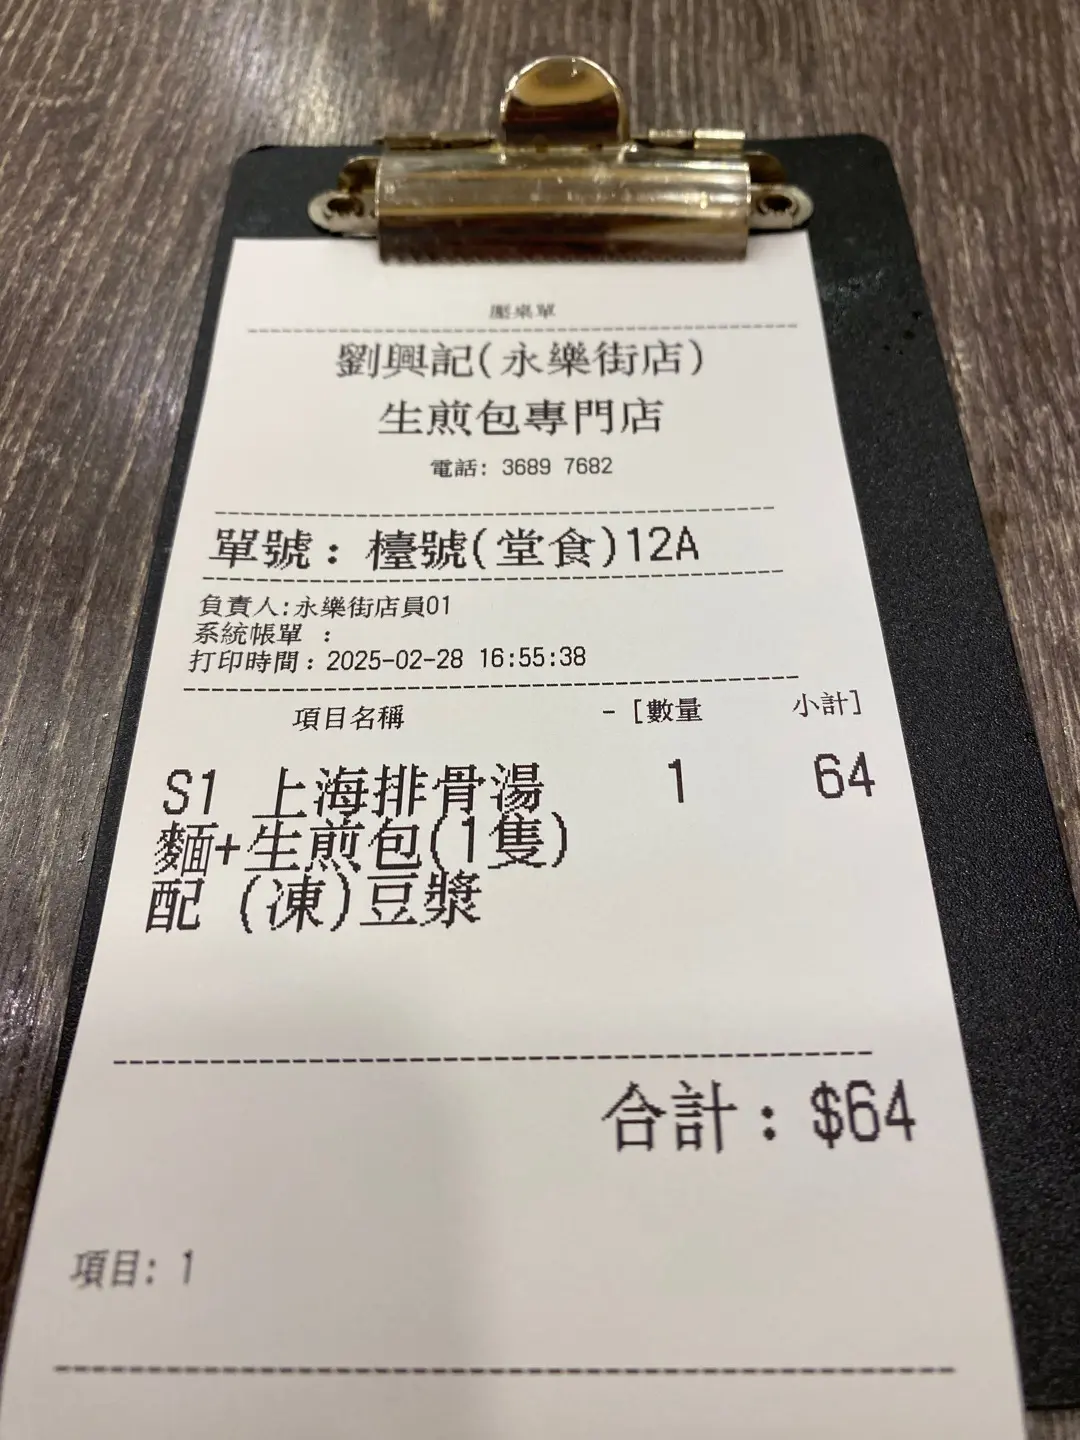 壓桌單
劉興記(永樂街店)
生煎包專門店
電話: 3689 7682
單號: 檯號(堂食)12A
負責人:永樂街店員01
系統帳單 :
打印時間:2025-02-28 16:55:38
項目名稱 -[數量 小計]
S1 上海排骨湯 1 64
麵+生煎包(1隻)
配 (凍)豆漿
合計: $64
項目: 1